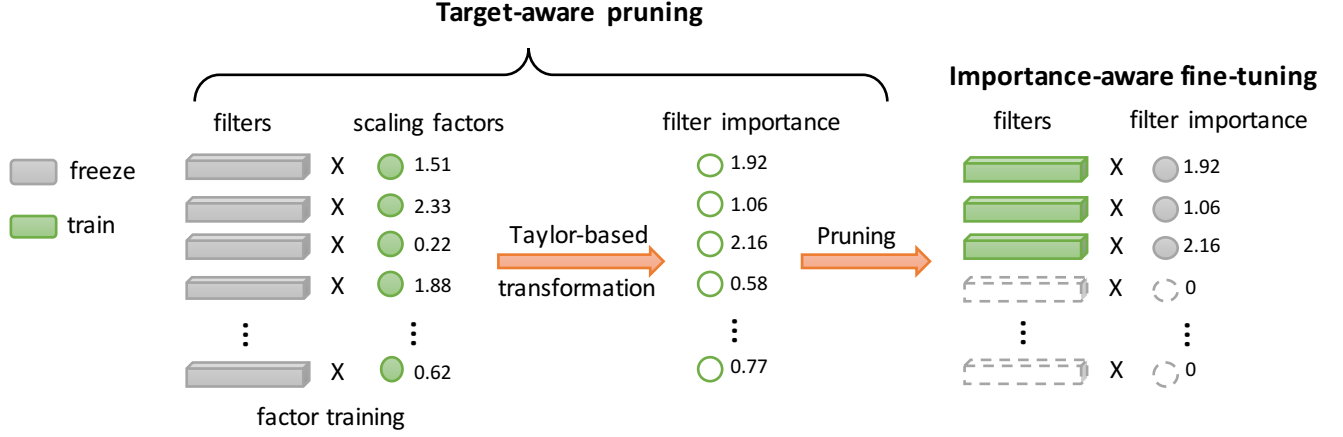 Target-aware pruning
Importance-aware fine-tuning
filters scaling factors filter importance filters filter importance
freeze
train
X 1.51 1.92 X 1.92
X 2.33 1.06 X 1.06
X 0.22 2.16 X 2.16
Taylor-based Pruning
transformation
X 1.88 0.58 X 0
X 0.62 0.77 X 0
factor training